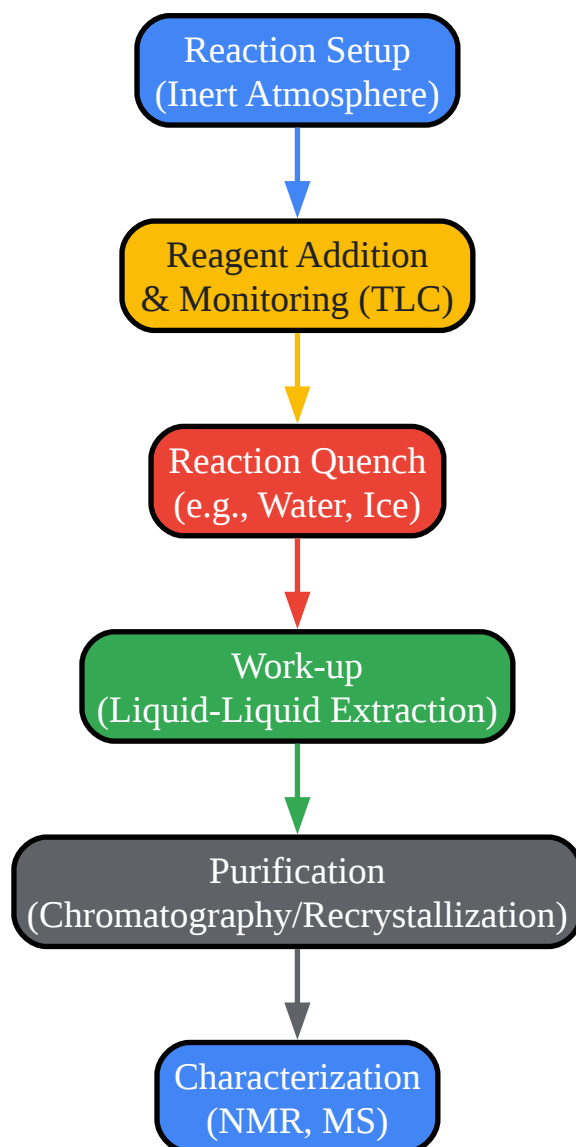 Reaction Setup
(Inert Atmosphere)
Reagent Addition
& Monitoring (TLC)
Reaction Quench
(e.g., Water, Ice)
Work-up
(Liquid-Liquid Extraction)
Purification
(Chromatography/Recrystallization)
Characterization
(NMR, MS)